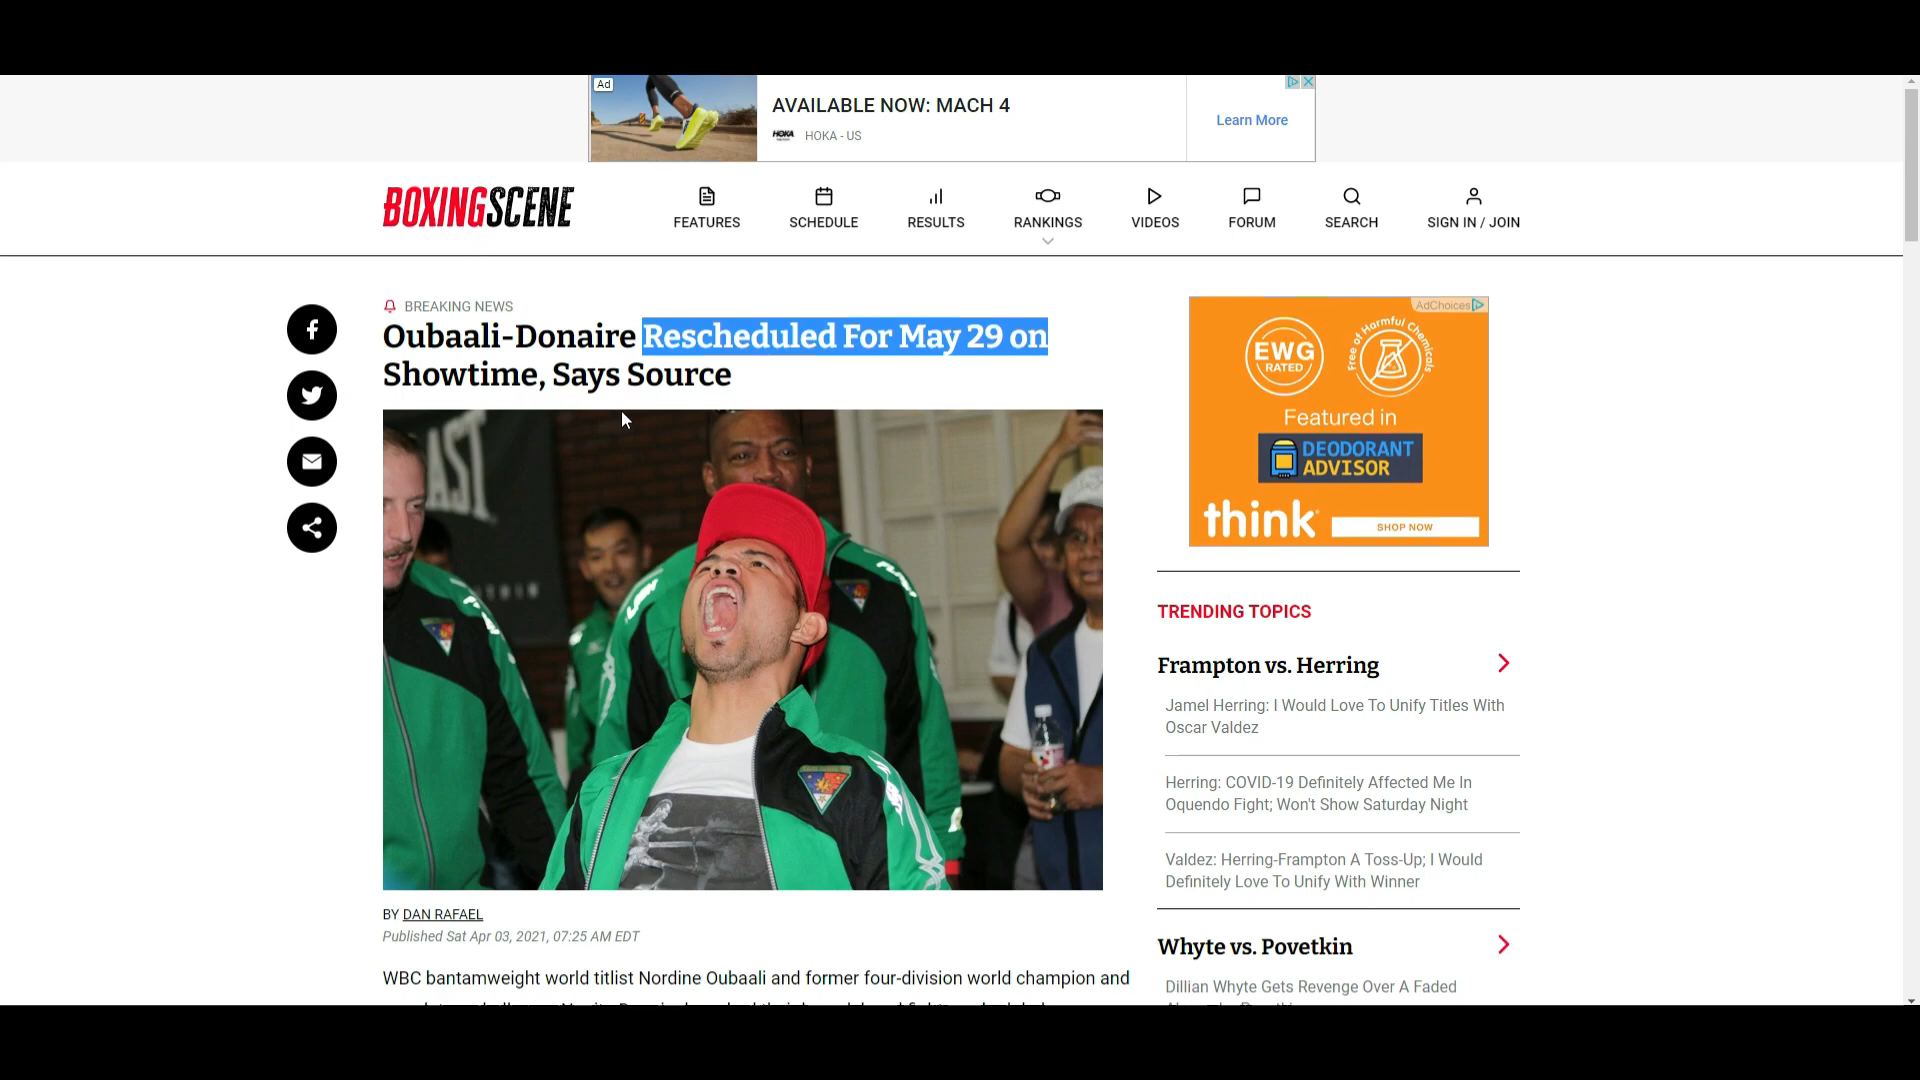 Ad
AVAILABLE NOW: MACH 4
HOKA
HOKA - US
Learn More
BOXINGSCENE
FEATURES
SCHEDULE
RESULTS
RANKINGS
VIDEOS
FORUM
SEARCH
SIGN IN / JOIN
BREAKING NEWS
Oubaali-Donaire Rescheduled For May 29 on
Showtime, Says Source
BY DAN RAFAEL
Published Sat Apr 03, 2021, 07:25 AM EDT
WBC bantamweight world titlist Nordine Oubaali and former four-division world champion and
AdChoices
EWG
RATED
Free of Harmful Chemicals
Featured in
DEODORANT
ADVISOR
think
SHOP NOW
TRENDING TOPICS
Frampton vs. Herring
Jamel Herring: I Would Love To Unify Titles With
Oscar Valdez
Herring: COVID-19 Definitely Affected Me In
Oquendo Fight; Won't Show Saturday Night
Valdez: Herring-Frampton A Toss-Up; I Would
Definitely Love To Unify With Winner
Whyte vs. Povetkin
Dillian Whyte Gets Revenge Over A Faded